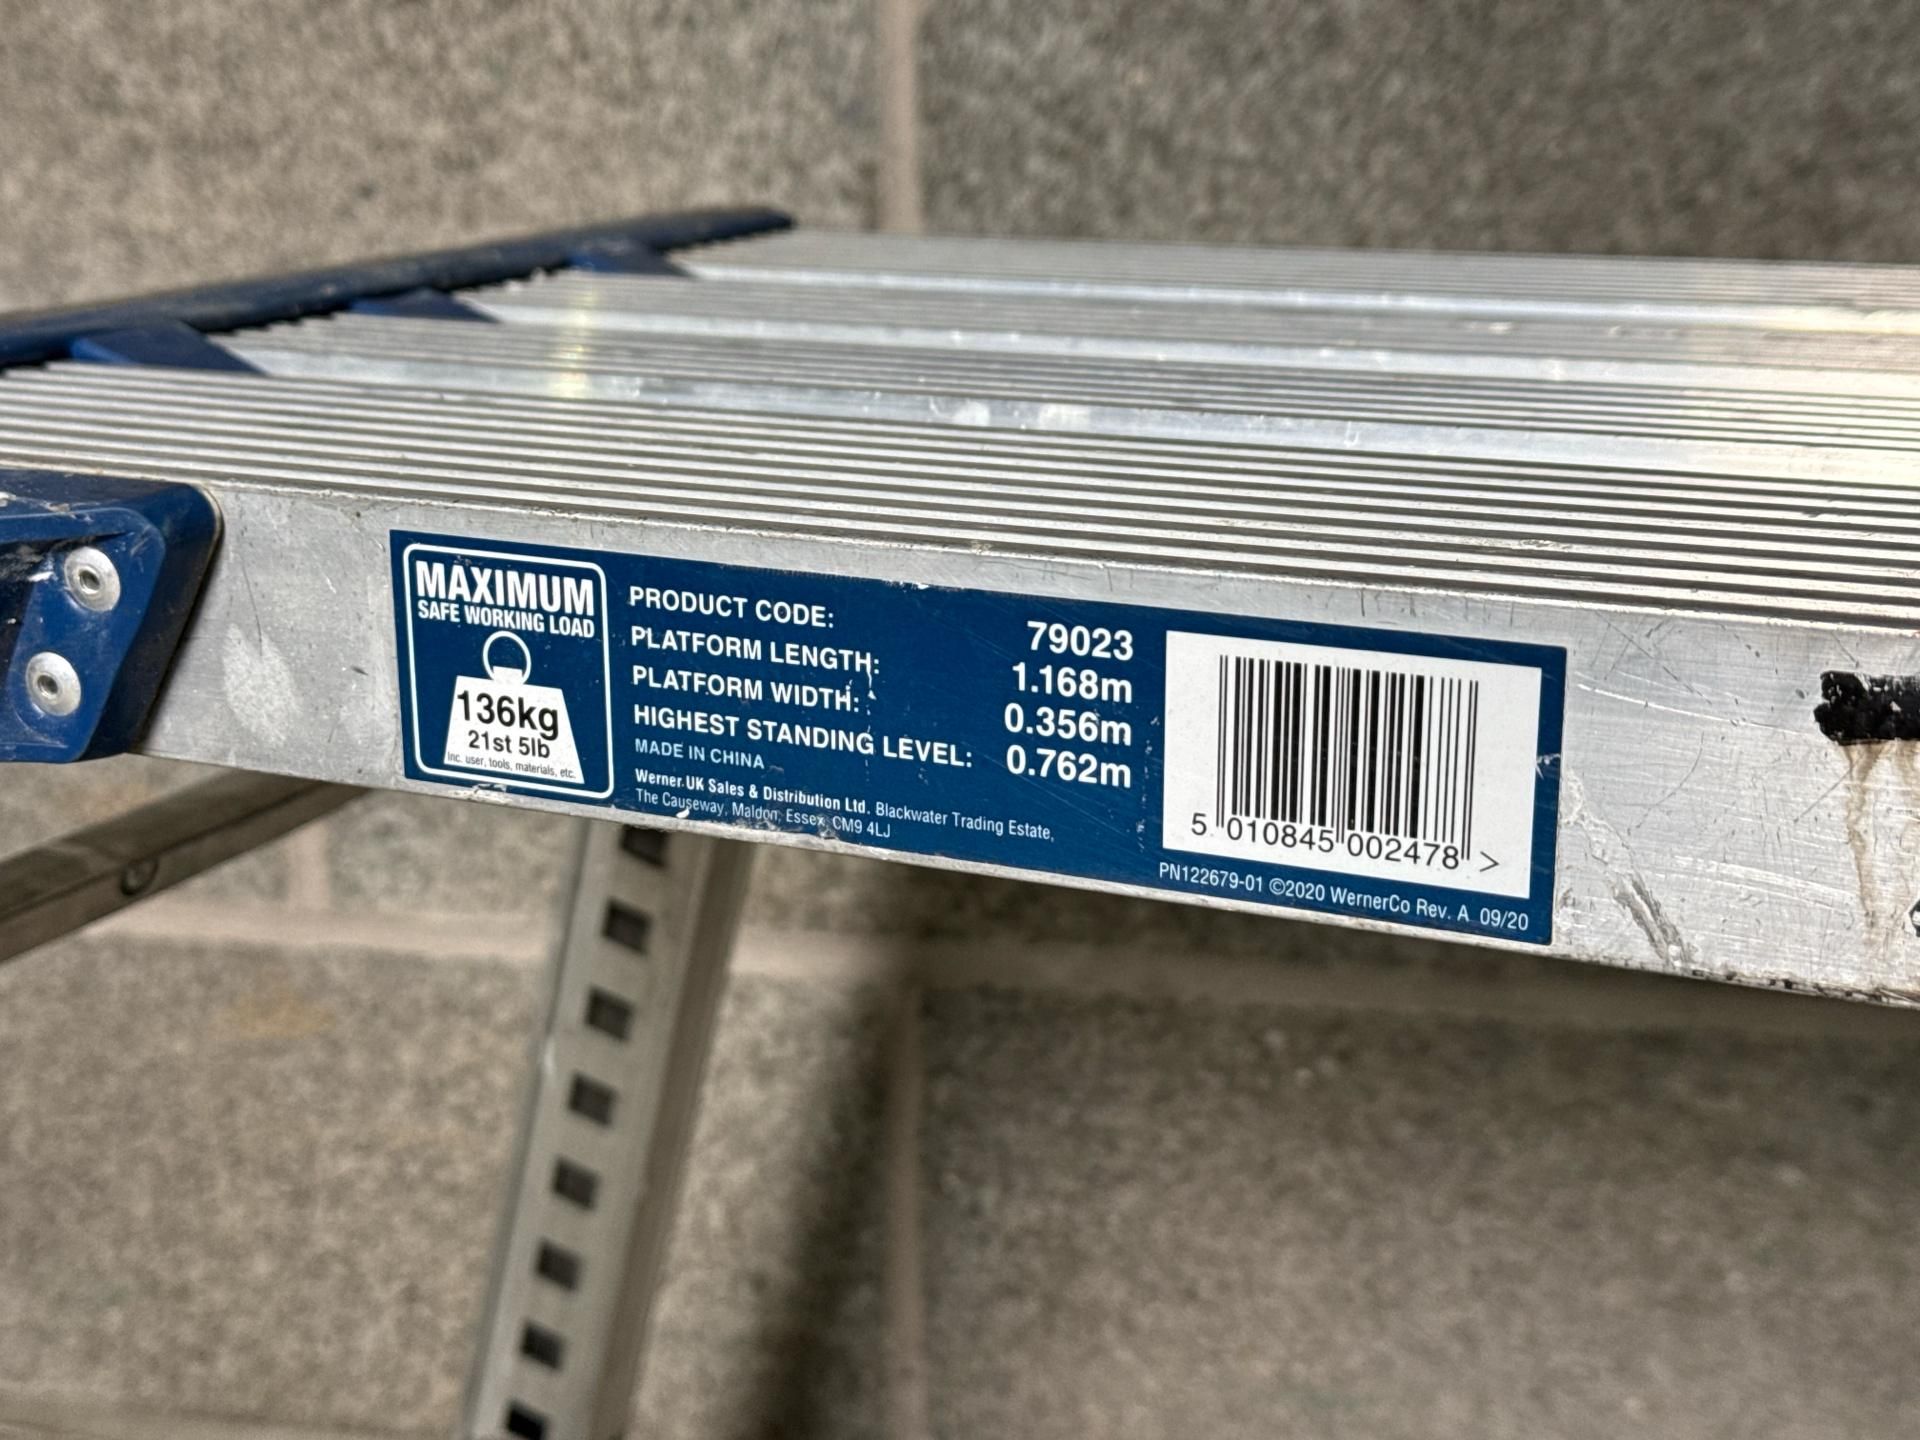 MAXIMUM
SAFE WORKING LOAD
136kg
21st 5lb
Inc. user, tools, materials, etc.
PRODUCT CODE: 79023
PLATFORM LENGTH: 1.168m
PLATFORM WIDTH: 0.356m
HIGHEST STANDING LEVEL: 0.762m
MADE IN CHINA
Werner UK Sales & Distribution Ltd. Blackwater Trading Estate,
The Causeway, Maldon, Essex CM9 4LJ
5 010845 002478 >
PN122679-01 ©2020 WernerCo Rev. A 09/20